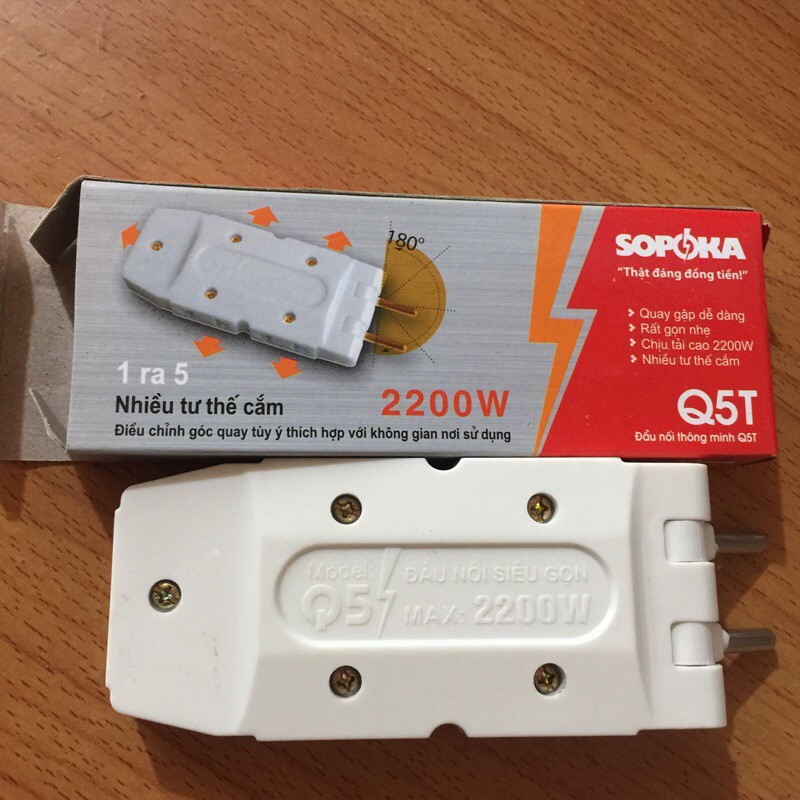 180°
SOPOKA
"Thật đáng đồng tiền!"
Quay gập dễ dàng
Rất gọn nhẹ
Chịu tải cao 2200W
Nhiều tư thế cắm
1 ra 5
Nhiều tư thế cắm
2200W
Điều chỉnh góc quay tùy ý thích hợp với không gian nơi sử dụng
Q5T
Đầu nối thông minh Q5T
Model: ĐẦU NỐI SIÊU GỌN
Q5 MAX: 2200W